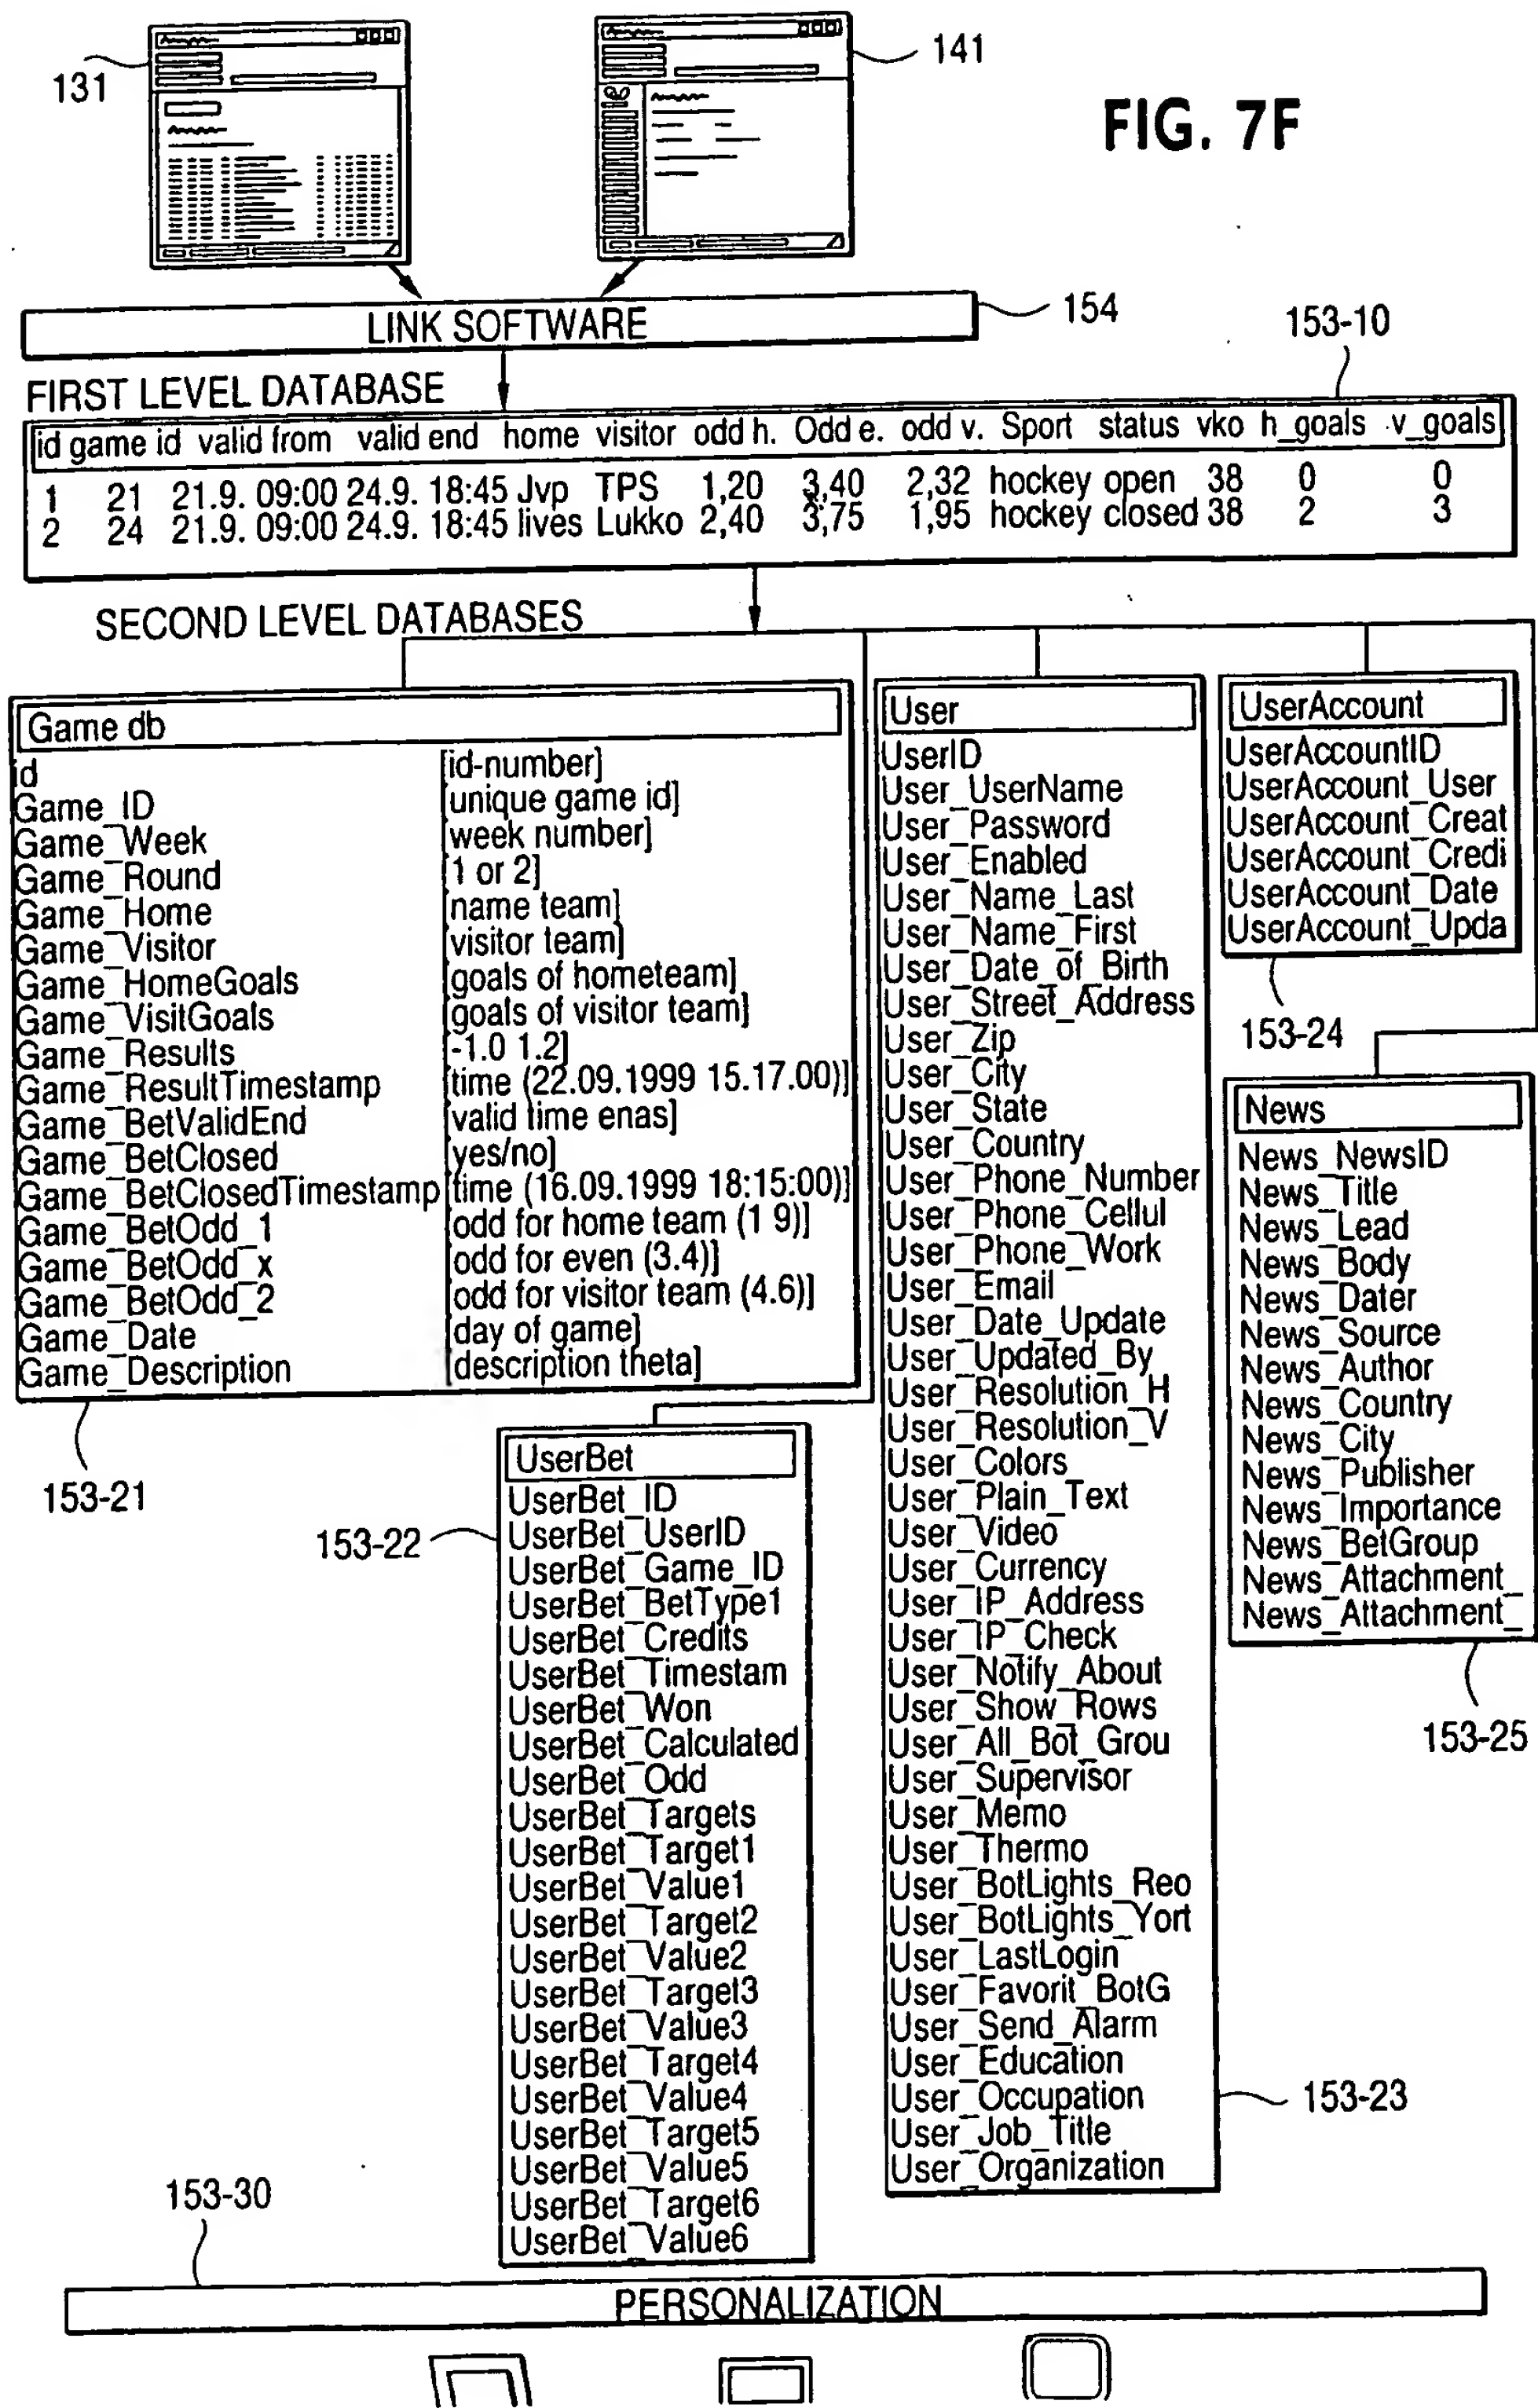 131
141
FIG. 7F
LINK SOFTWARE
154
153-10
FIRST LEVEL DATABASE
id game id valid from valid end home visitor odd h. Odd e. odd v. Sport status vko h_goals v_goals
1 21 21.9. 09:00 24.9. 18:45 Jvp TPS 1,20 3,40 2,32 hockey open 38 0 0
2 24 21.9. 09:00 24.9. 18:45 lives Lukko 2,40 3,75 1,95 hockey closed 38 2 3
SECOND LEVEL DATABASES
Game db
id [id-number]
Game_ID [unique game id]
Game_Week [week number]
Game_Round [1 or 2]
Game_Home [name team]
Game_Visitor [visitor team]
Game_HomeGoals [goals of hometeam]
Game_VisitGoals [goals of visitor team]
Game_Results [-1.0 1.2]
Game_ResultTimestamp [time (22.09.1999 15.17.00)]
Game_BetValidEnd [valid time enas]
Game_BetClosed [yes/no]
Game_BetClosedTimestamp [time (16.09.1999 18:15:00)]
Game_BetOdd_1 [odd for home team (1 9)]
Game_BetOdd_x [odd for even (3.4)]
Game_BetOdd_2 [odd for visitor team (4.6)]
Game_Date [day of game]
Game_Description [description theta]
153-21
UserBet
UserBet_ID
UserBet_UserID
UserBet_Game_ID
UserBet_BetType1
UserBet_Credits
UserBet_Timestam
UserBet_Won
UserBet_Calculated
UserBet_Odd
UserBet_Targets
UserBet_Target1
UserBet_Value1
UserBet_Target2
UserBet_Value2
UserBet_Target3
UserBet_Value3
UserBet_Target4
UserBet_Value4
UserBet_Target5
UserBet_Value5
UserBet_Target6
UserBet_Value6
153-22
User
UserID
User_UserName
User_Password
User_Enabled
User_Name_Last
User_Name_First
User_Date_of_Birth
User_Street_Address
User_Zip
User_City
User_State
User_Country
User_Phone_Number
User_Phone_Cellul
User_Phone_Work
User_Email
User_Date_Update
User_Updated_By
User_Resolution_H
User_Resolution_V
User_Colors
User_Plain_Text
User_Video
User_Currency
User_IP_Address
User_IP_Check
User_Notify_About
User_Show_Rows
User_All_Bot_Grou
User_Supervisor
User_Memo
User_Thermo
User_BotLights_Reo
User_BotLights_Yort
User_LastLogin
User_Favorit_BotG
User_Send_Alarm
User_Education
User_Occupation
User_Job_Title
User_Organization
153-23
UserAccount
UserAccountID
UserAccount_User
UserAccount_Creat
UserAccount_Credi
UserAccount_Date
UserAccount_Upda
153-24
News
News_NewsID
News_Title
News_Lead
News_Body
News_Dater
News_Source
News_Author
News_Country
News_City
News_Publisher
News_Importance
News_BetGroup
News_Attachment_
News_Attachment_
153-25
153-30
PERSONALIZATION